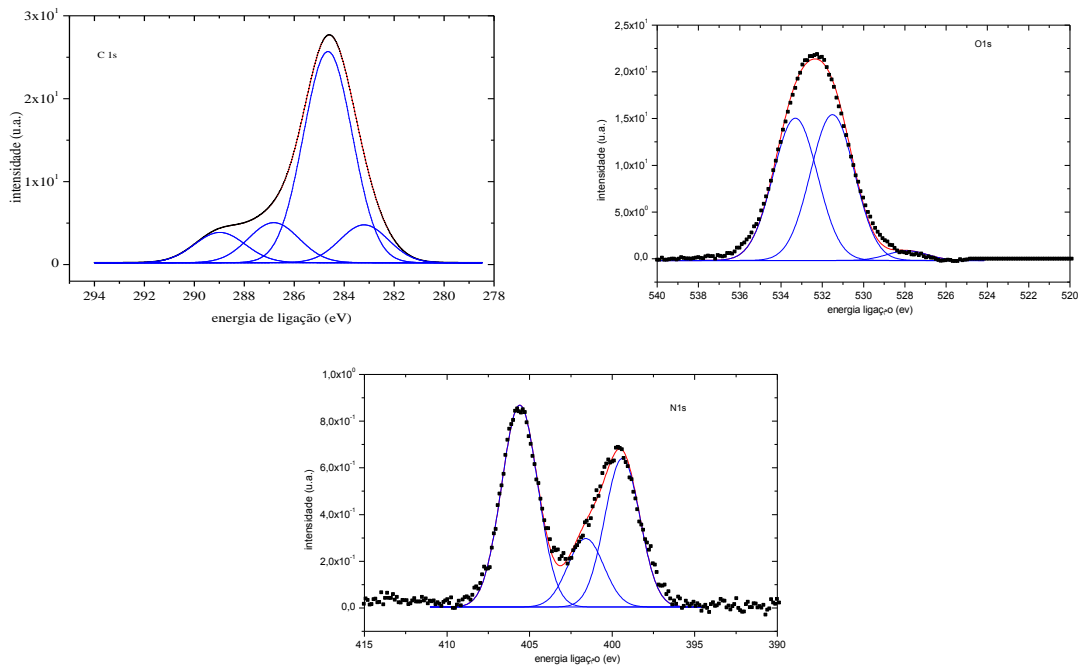 C 1s
3x10¹
2x10¹
1x10¹
0
intensidade (u.a.)
294 292 290 288 286 284 282 280 278
energia de ligação (eV)
O1s
2,5x10¹
2,0x10¹
1,5x10¹
1,0x10¹
5,0x10⁰
0,0
intensidade (u.a.)
540 538 536 534 532 530 528 526 524 522 520
energia ligaç,o (ev)
N1s
1,0x10⁰
8,0x10⁻¹
6,0x10⁻¹
4,0x10⁻¹
2,0x10⁻¹
0,0
intensidade (u.a.)
415 410 405 400 395 390
energia ligaç,o (ev)